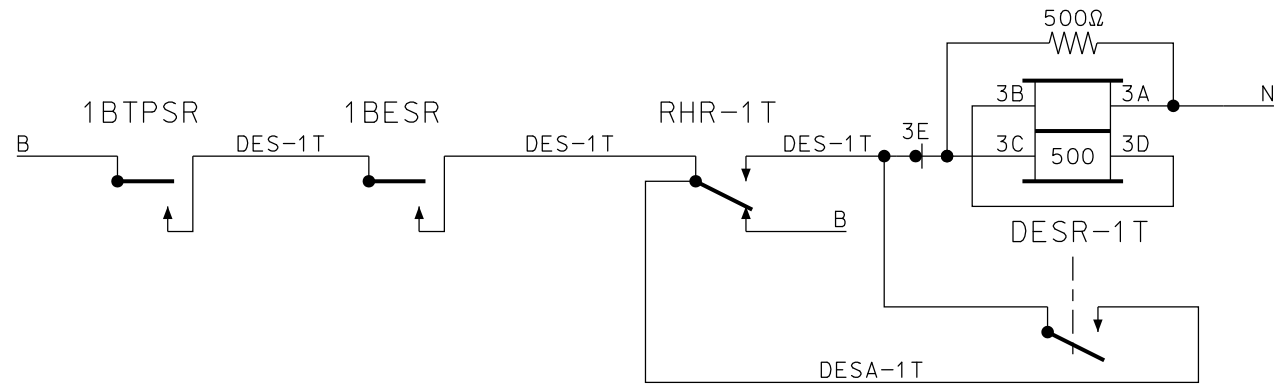 500Ω
1BTPSR
1BESR
RHR-1T
3B
3A
N
B
DES-1T
DES-1T
DES-1T
3E
3C
500
3D
B
DESR-1T
DESA-1T